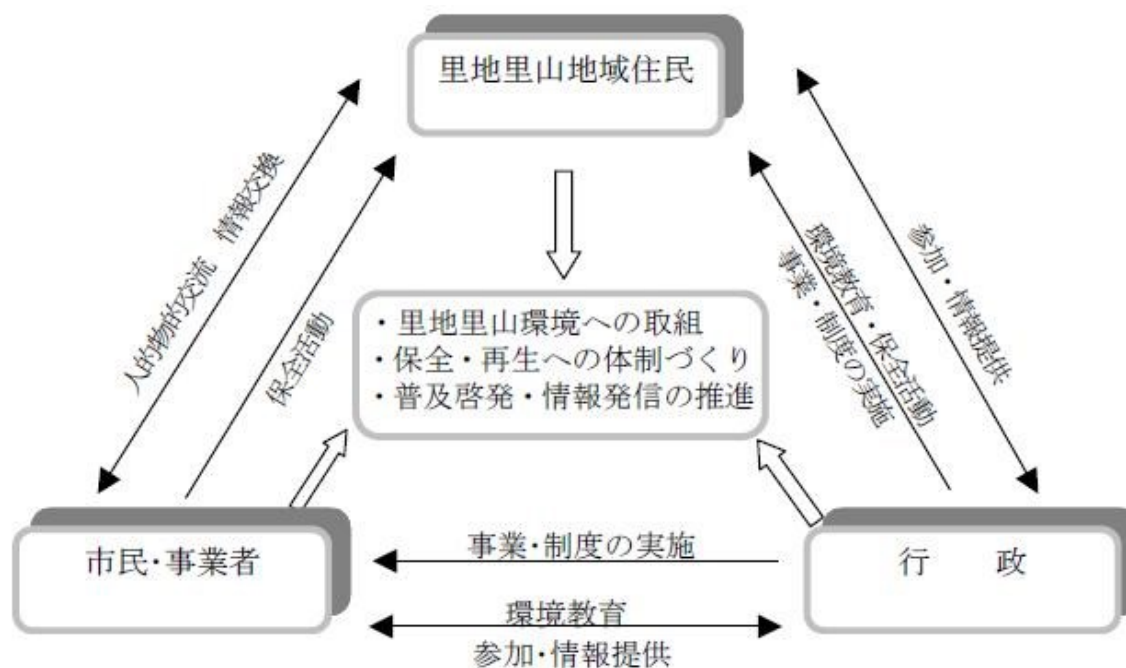 里地里山地域住民
人的物的交流 情報交換
保全活動
環境教育・保全活動
事業・制度の実施
参加・情報提供
・里地里山環境への取組
・保全・再生への体制づくり
・普及啓発・情報発信の推進
市民・事業者
事業・制度の実施
環境教育
参加・情報提供
行 政